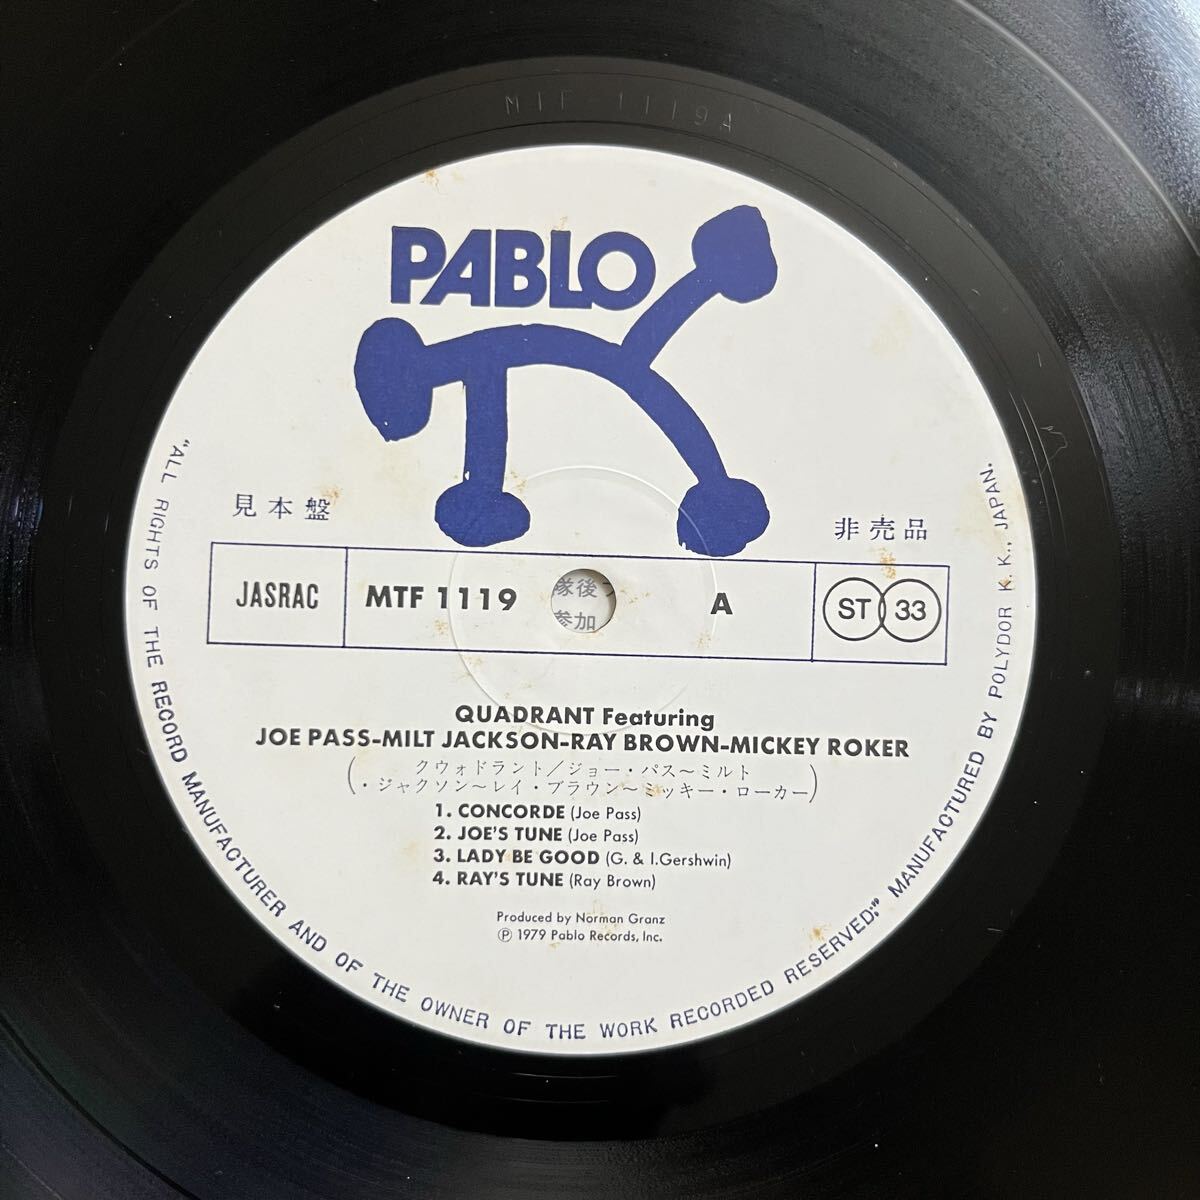 MTF 1119A
PABLO
見本盤
非売品
JASRAC
MTF 1119
隊後
参加
A
ST 33
QUADRANT Featuring
JOE PASS-MILT JACKSON-RAY BROWN-MICKEY ROKER
(クウォドラント/ジョー・パス〜ミルト
・ジャクソン〜レイ・ブラウン〜ミッキー・ローカー)
1. CONCORDE (Joe Pass)
2. JOE'S TUNE (Joe Pass)
3. LADY BE GOOD (G. & I.Gershwin)
4. RAY'S TUNE (Ray Brown)
Produced by Norman Granz
Ⓟ 1979 Pablo Records, Inc.
"ALL RIGHTS OF THE RECORD MANUFACTURER AND OF THE OWNER OF THE WORK RECORDED RESERVED:" MANUFACTURED BY POLYDOR K.K., JAPAN.